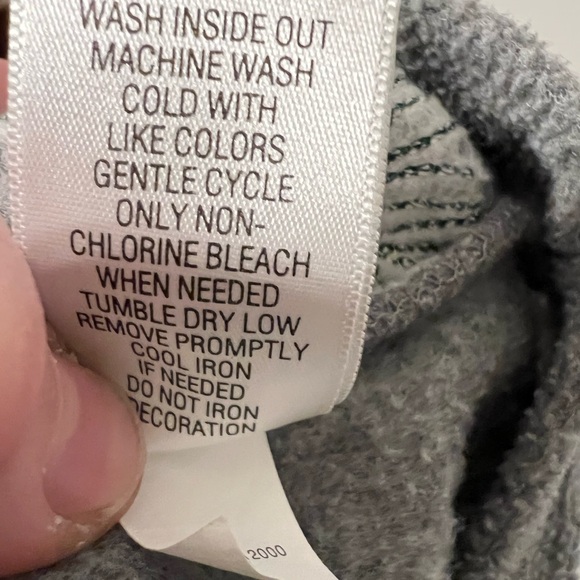 WASH INSIDE OUT
MACHINE WASH
COLD WITH
LIKE COLORS
GENTLE CYCLE
ONLY NON-
CHLORINE BLEACH
WHEN NEEDED
TUMBLE DRY LOW
REMOVE PROMPTLY
COOL IRON
IF NEEDED
DO NOT IRON
DECORATION
2000